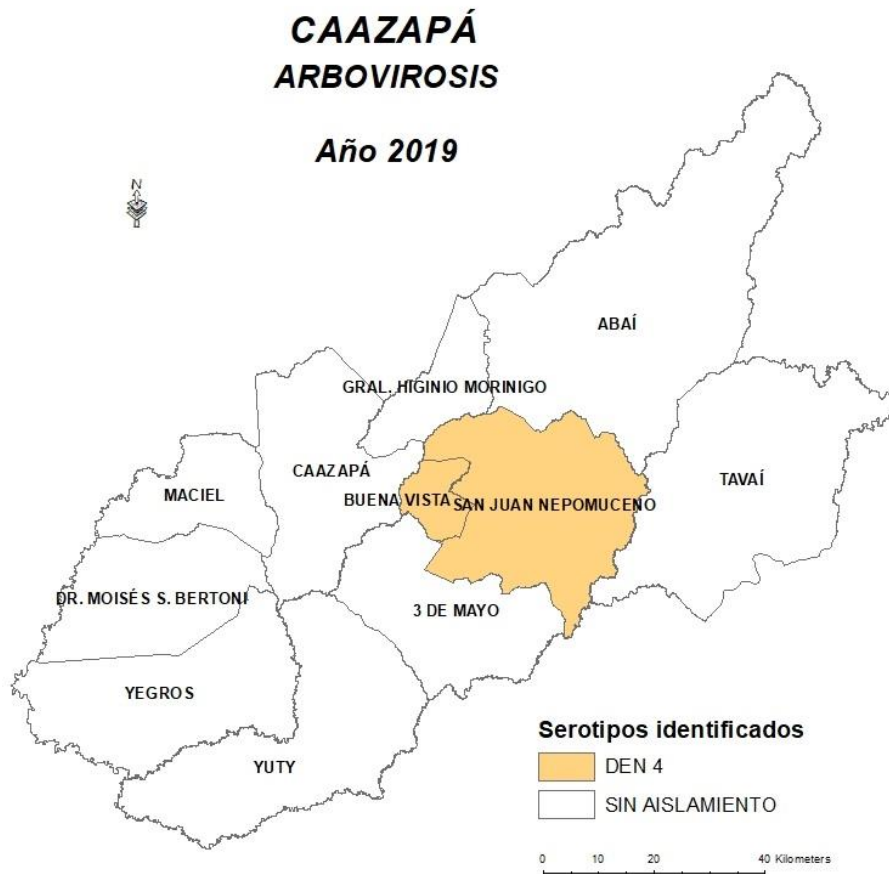 CAAZAPÁ
ARBOVIROSIS
Año 2019
N
ABAÍ
GRAL. HIGINIO MORINIGO
CAAZAPÁ
TAVAÍ
MACIEL
BUENA VISTA
SAN JUAN NEPOMUCENO
DR. MOISÉS S. BERTONI
3 DE MAYO
YEGROS
YUTY
Serotipos identificados
DEN 4
SIN AISLAMIENTO
0 10 20 40 Kilometers